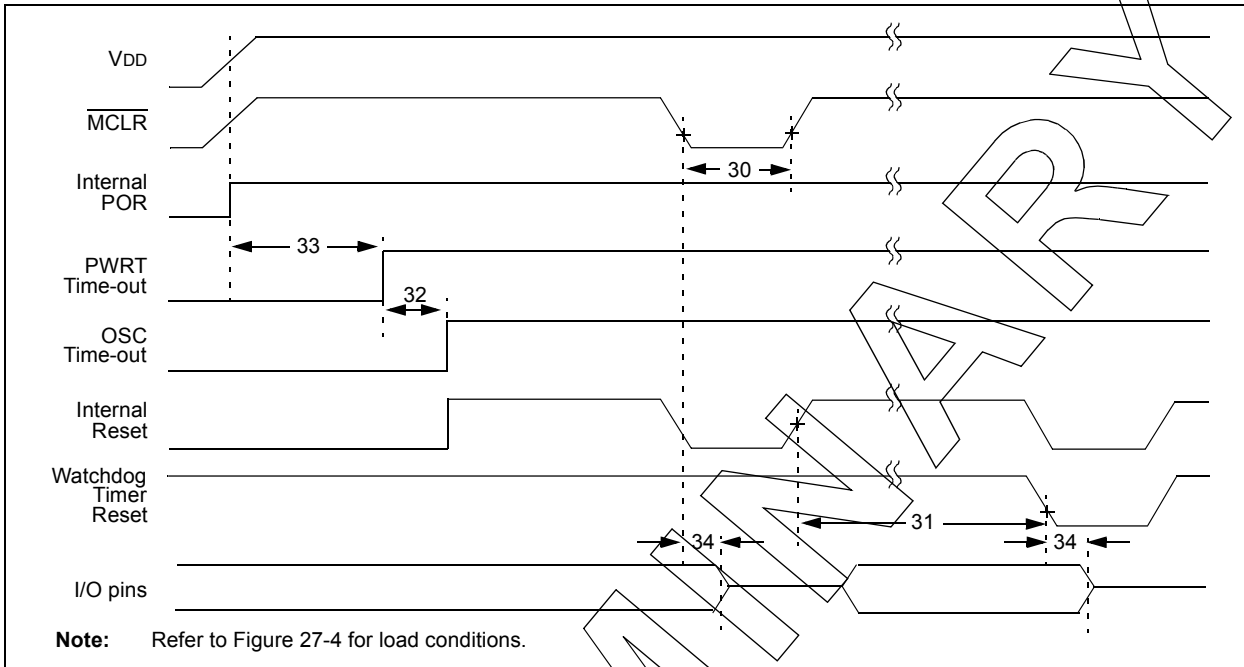 VDD
MCLR
30
Internal
POR
33
PWRT
Time-out
32
OSC
Time-out
Internal
Reset
Watchdog
Timer
Reset
31
34
34
I/O pins
Note: Refer to Figure 27-4 for load conditions.